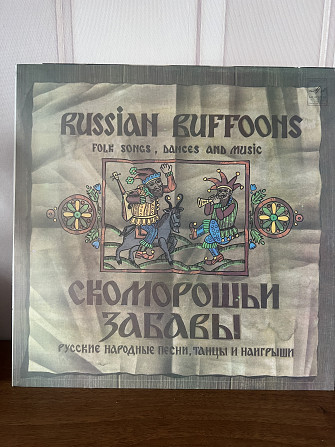 RUSSIAN BUFFOONS
FOLK SONGS, DANCES AND MUSIC
СКОМОРОШЬИ
ЗАБАВЫ
РУССКИЕ НАРОДНЫЕ ПЕСНИ, ТАНЦЫ И НАИГРЫШИ